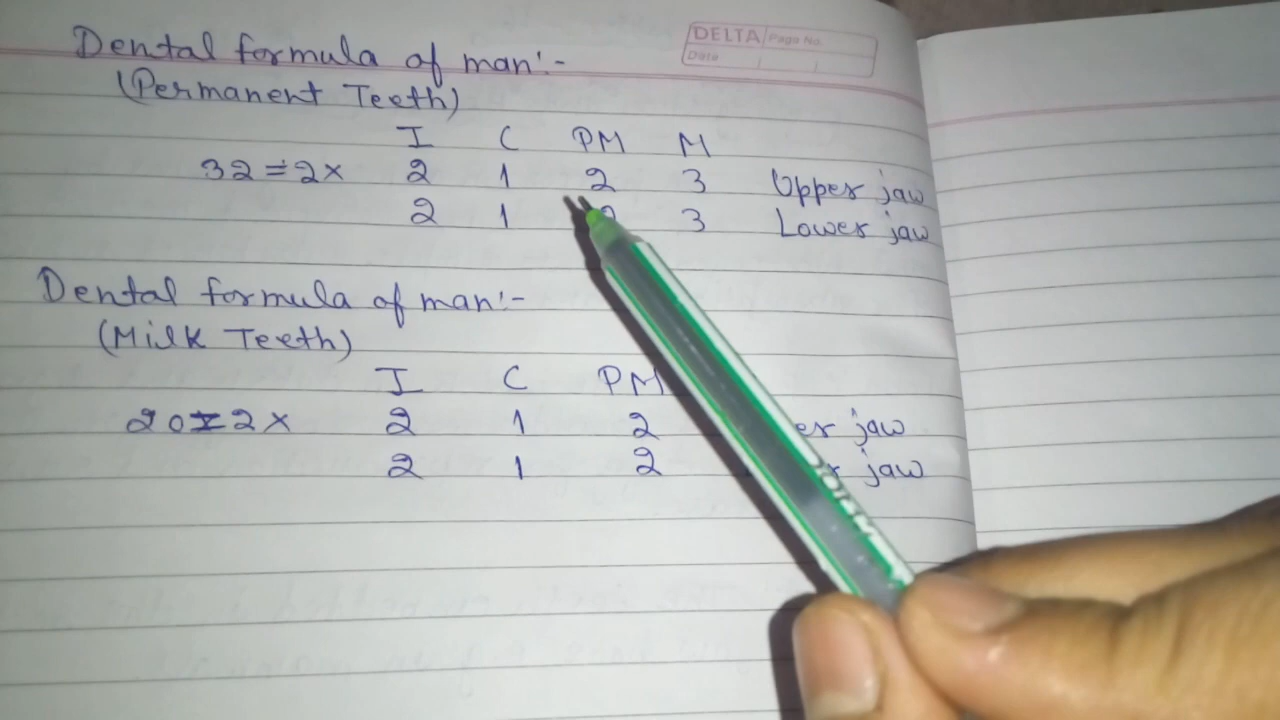 DELTA Page No.
Date
Dental formula of man:-
(Permanent Teeth)
I C PM M
32 = 2x 2 1 2 3 Upper jaw
2 1 3 Lower jaw
Dental formula of man:-
(Milk Teeth)
I C PM
20=2x 2 1 2 jaw
2 1 2 jaw